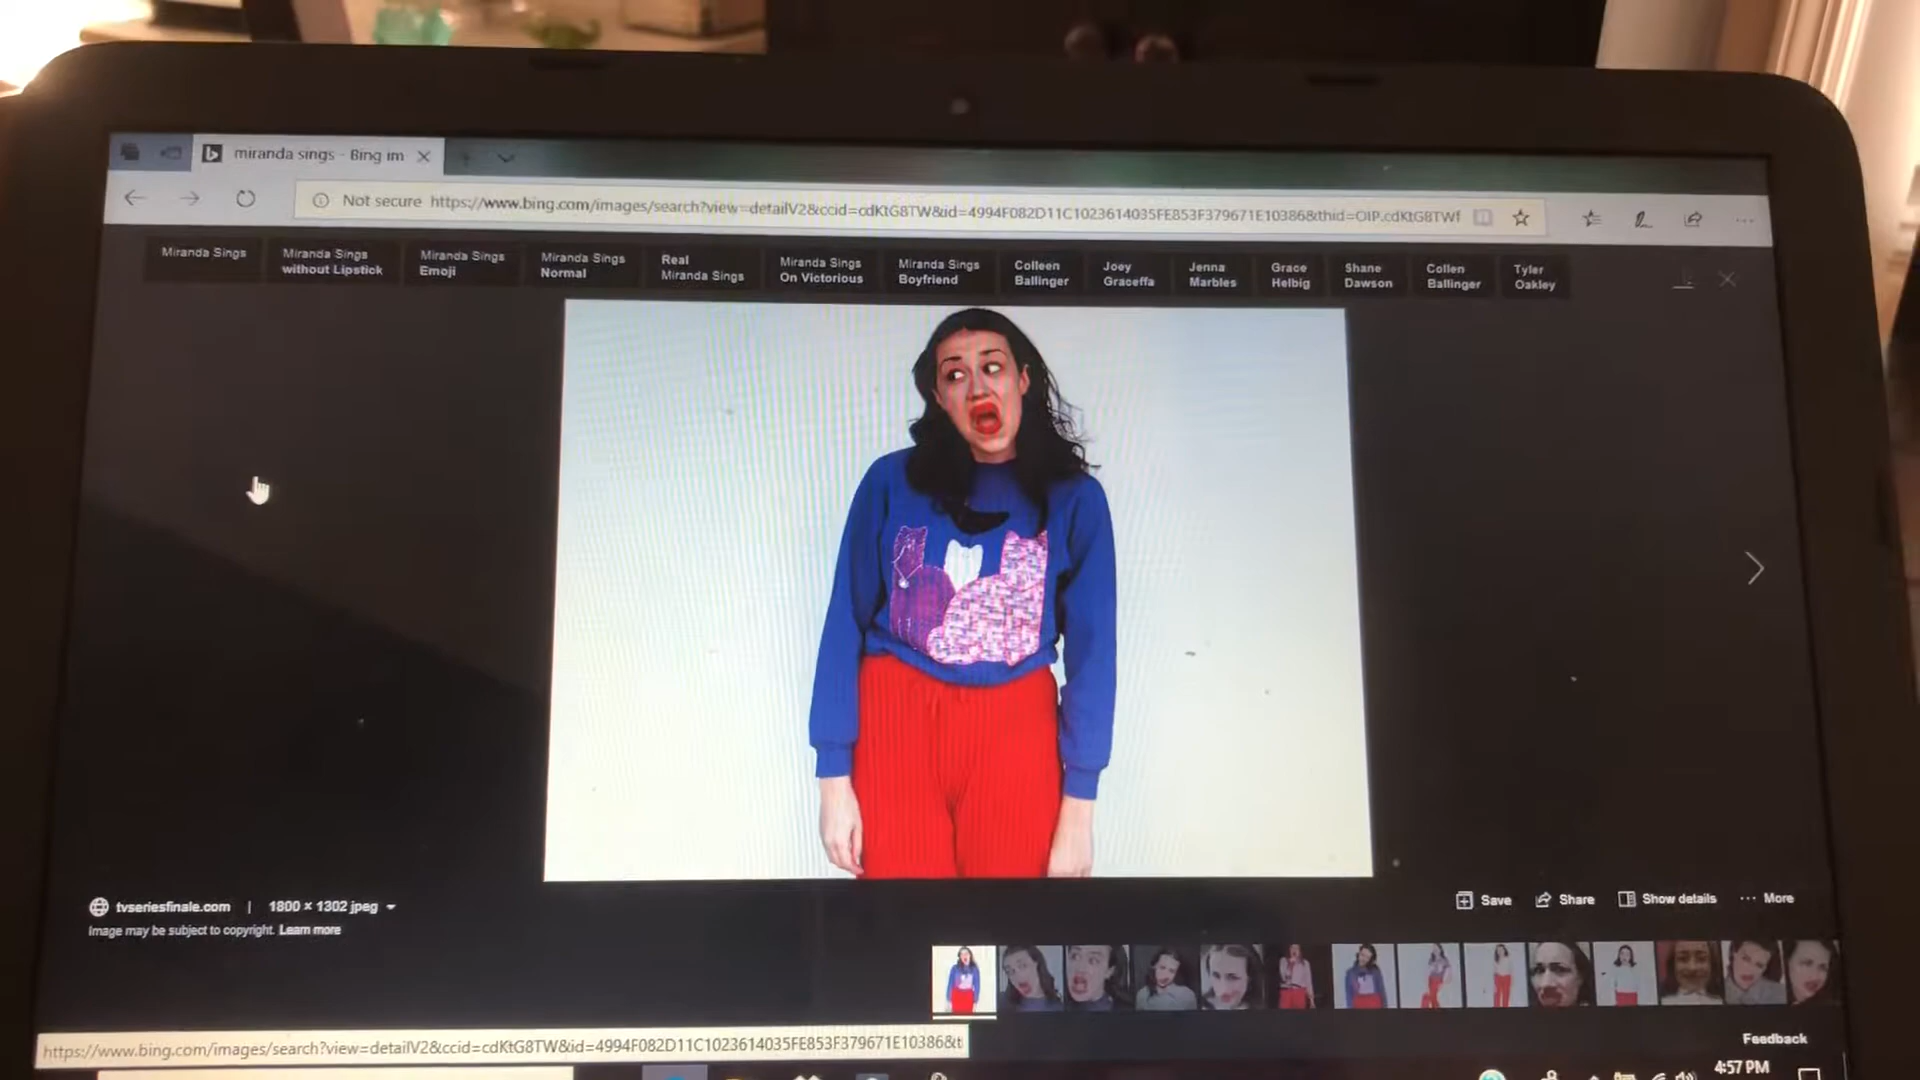 miranda sings - Bing im
Not secure https://www.bing.com/images/search?view=detailV2&ccid=cdKtG8TW&id=4994F082D11C1023614035FE853F379671E10386&thid=OIP.cdKtG8TWf
Miranda Sings
Miranda Sings
without Lipstick
Miranda Sings
Emoji
Miranda Sings
Normal
Real
Miranda Sings
Miranda Sings
On Victorious
Miranda Sings
Boyfriend
Colleen
Ballinger
Joey
Graceffa
Jenna
Marbles
Grace
Helbig
Shane
Dawson
Collen
Ballinger
Tyler
Oakley
tvseriesfinale.com | 1800 × 1302 jpeg
Image may be subject to copyright. Learn more
Save Share Show details ··· More
Feedback
https://www.bing.com/images/search?view=detailV2&ccid=cdKtG8TW&id=4994F082D11C1023614035FE853F379671E10386&t
4:57 PM